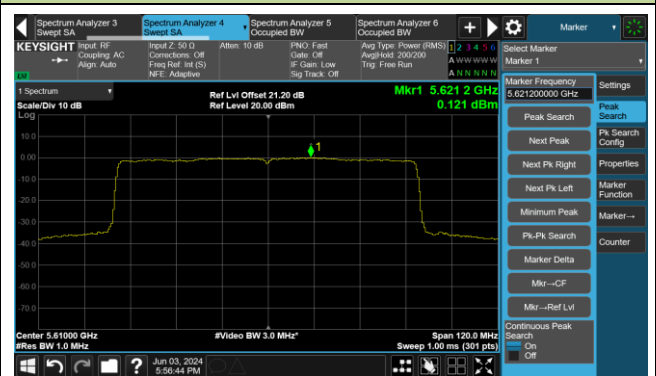 Spectrum Analyzer 3
Swept SA
Spectrum Analyzer 4
Swept SA
Spectrum Analyzer 5
Occupied BW
Spectrum Analyzer 6
Occupied BW
Marker
KEYSIGHT
Input: RF
Coupling: AC
Align: Auto
Input Z: 50 Ω
Corrections: Off
Freq Ref: Int (S)
NFE: Adaptive
Atten: 10 dB
PNO: Fast
Gate: Off
IF Gain: Low
Sig Track: Off
Avg Type: Power (RMS)
Avg|Hold: 200/200
Trig: Free Run
1 2 3 4 5 6
A W W W W W
A N N N N N
Select Marker
Marker 1
1 Spectrum
Scale/Div 10 dB
Log
Ref Lvl Offset 21.20 dB
Ref Level 20.00 dBm
Mkr1 5.621 2 GHz
0.121 dBm
10.0
0.00
-10.0
-20.0
-30.0
-40.0
-50.0
-60.0
-70.0
1
Center 5.61000 GHz
#Res BW 1.0 MHz
#Video BW 3.0 MHz*
Span 120.0 MHz
Sweep 1.00 ms (301 pts)
Marker Frequency
5.621200000 GHz
Peak Search
Next Peak
Next Pk Right
Next Pk Left
Minimum Peak
Pk-Pk Search
Marker Delta
Mkr→CF
Mkr→Ref Lvl
Continuous Peak
Search
On
Off
Settings
Peak
Search
Pk Search
Config
Properties
Marker
Function
Marker→
Counter
Jun 03, 2024
5:56:44 PM